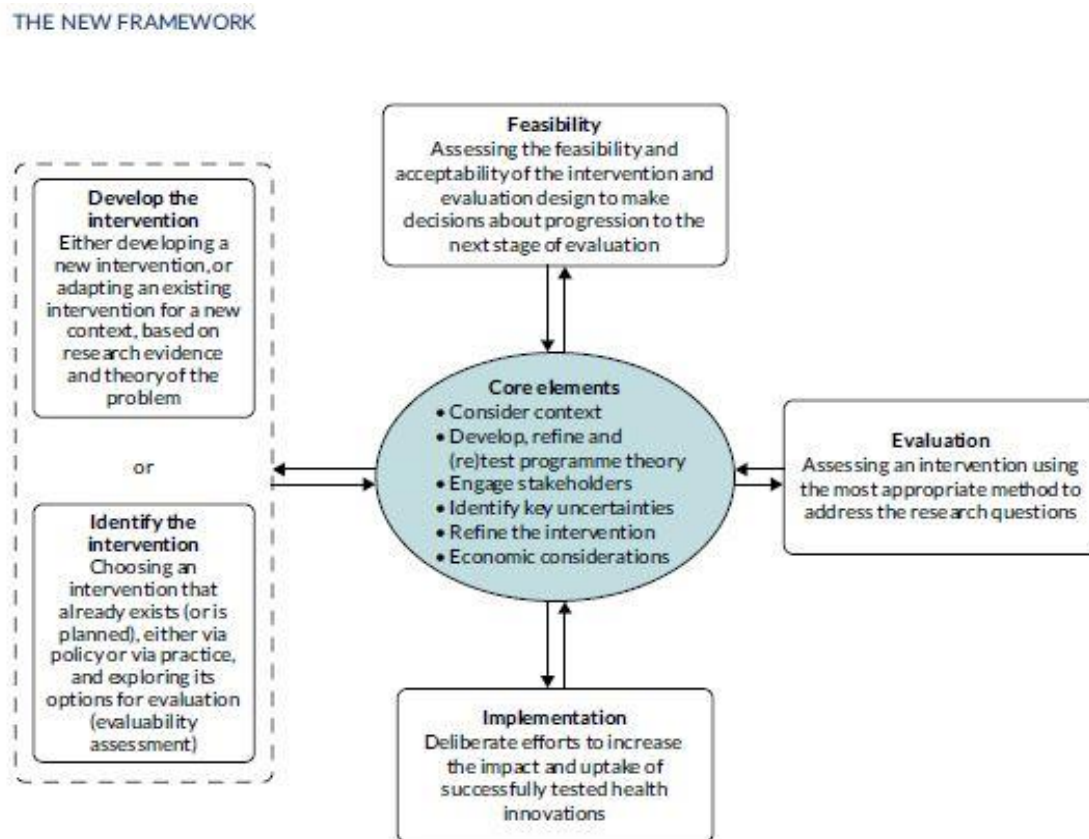 THE NEW FRAMEWORK
Feasibility
Assessing the feasibility and
acceptability of the intervention and
evaluation design to make
decisions about progression to the
next stage of evaluation
Develop the
intervention
Either developing a
new intervention, or
adapting an existing
intervention for a new
context, based on
research evidence
and theory of the
problem
or
Identify the
intervention
Choosing an
intervention that
already exists (or is
planned), either via
policy or via practice,
and exploring its
options for evaluation
(evaluability
assessment)
Core elements
• Consider context
• Develop, refine and
(re)test programme theory
• Engage stakeholders
• Identify key uncertainties
• Refine the intervention
• Economic considerations
Evaluation
Assessing an intervention using
the most appropriate method to
address the research questions
Implementation
Deliberate efforts to increase
the impact and uptake of
successfully tested health
innovations